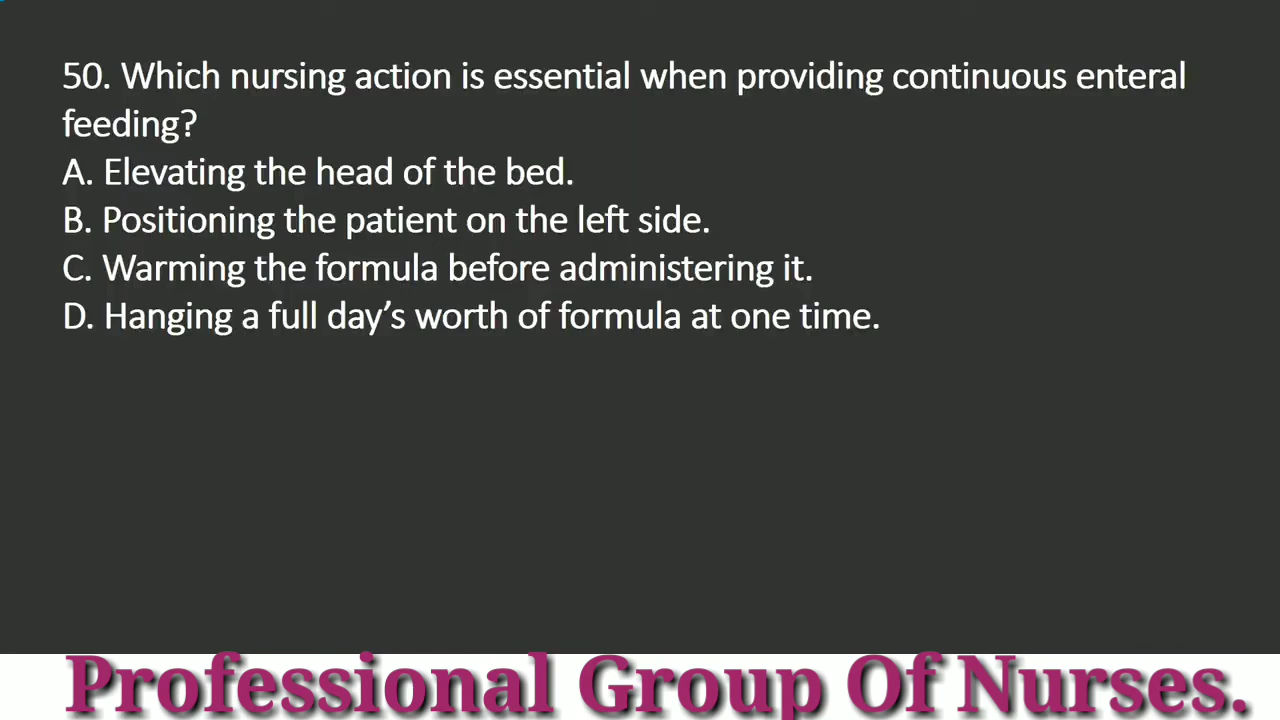 50. Which nursing action is essential when providing continuous enteral
feeding?
A. Elevating the head of the bed.
B. Positioning the patient on the left side.
C. Warming the formula before administering it.
D. Hanging a full day’s worth of formula at one time.
Professional Group Of Nurses.